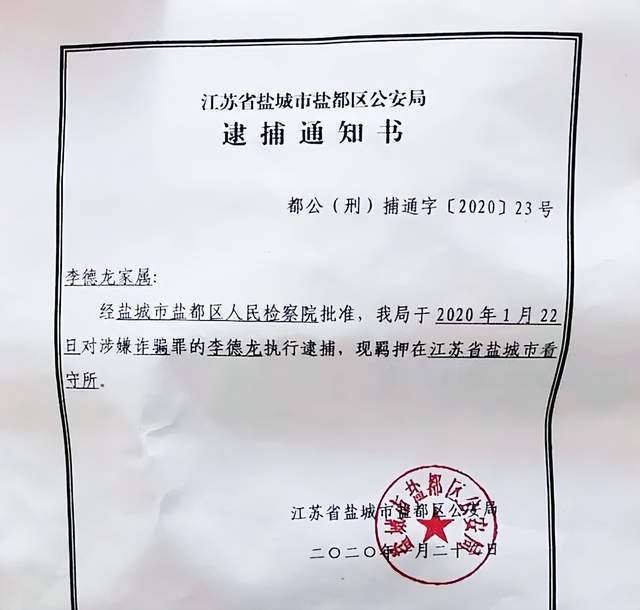 江苏省盐城市盐都区公安局
逮捕通知书
都公（刑）捕通字〔2020〕23号
李德龙家属：
经盐城市盐都区人民检察院批准，我局于2020年1月22
日对涉嫌诈骗罪的李德龙执行逮捕，现羁押在江苏省盐城市看
守所。
江苏省盐城市盐都区公安局
二〇二〇年 月二十 日
盐城市盐都区公安局